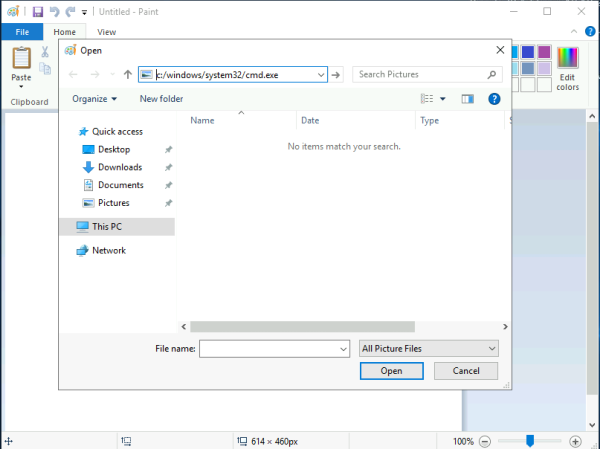 Untitled - Paint
File Home View
Open
c:/windows/system32/cmd.exe
Search Pictures
Organize New folder
Paste
Clipboard
Edit colors
Name Date Type S
No items match your search.
Quick access
Desktop
Downloads
Documents
Pictures
This PC
Network
File name: All Picture Files
Open Cancel
614 × 460px 100%